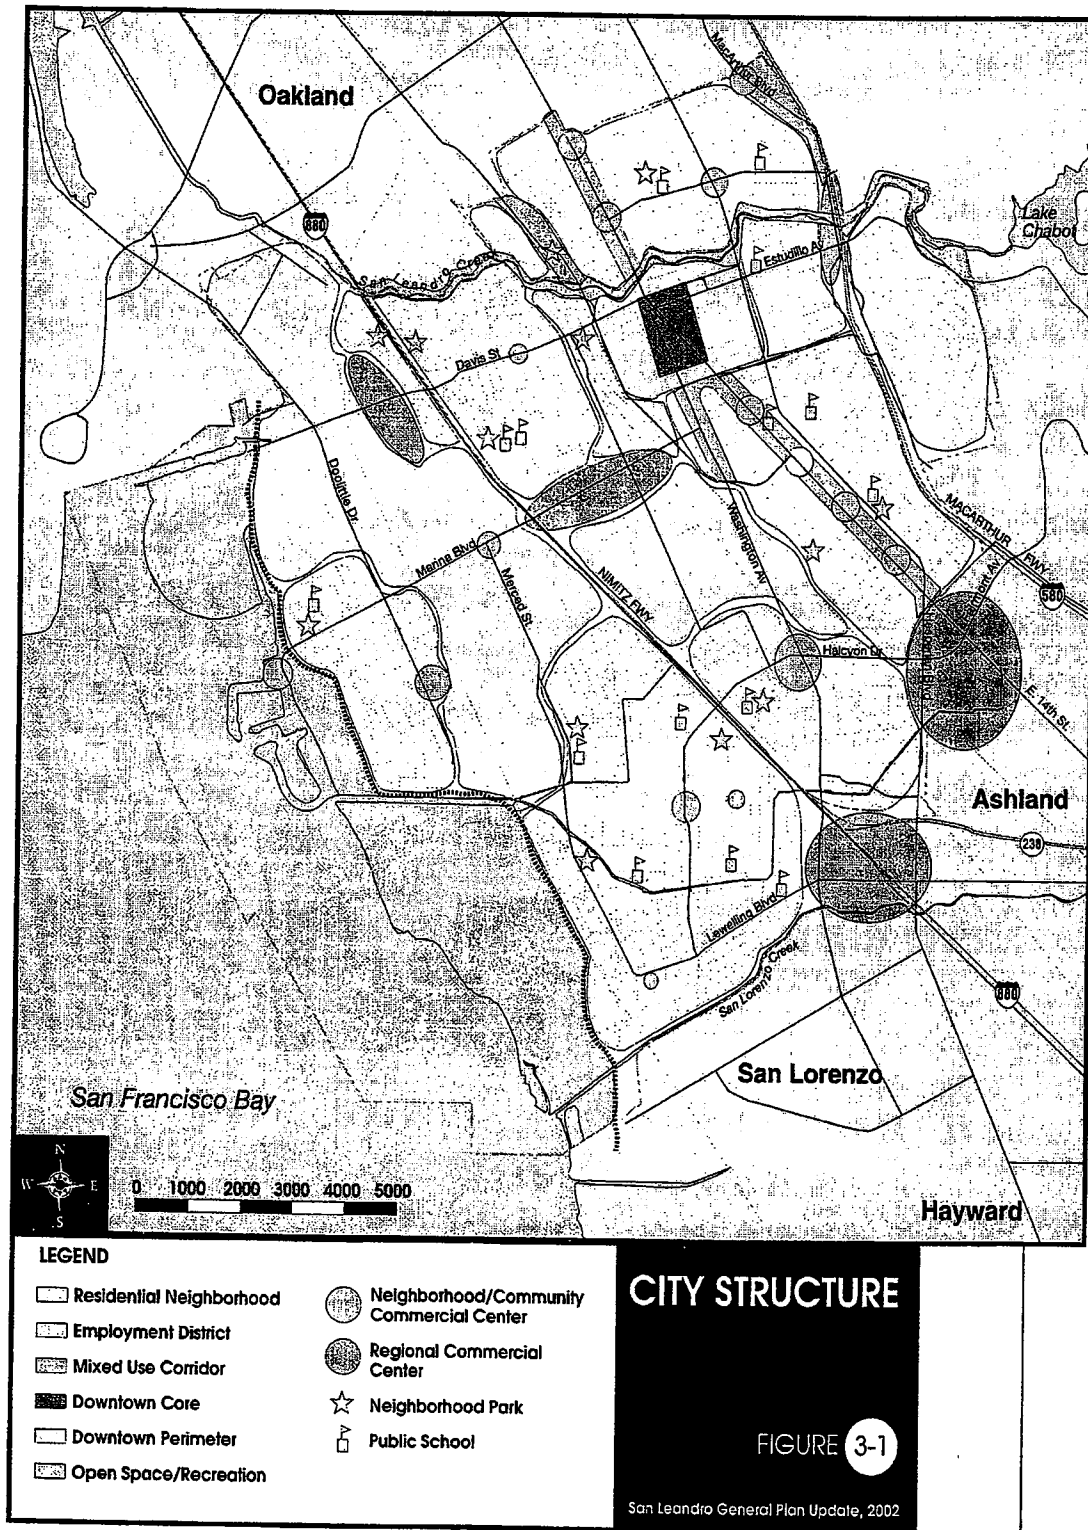 Oakland
MacArthur Blvd
880
Lake
Chabot
San Leandro Creek
Estudillo Av
Davis St
Doolittle Dr.
Washington Av
MACARTHUR FWY
Marina Blvd
Merced St
NIMITZ FWY
580
Halcyon Dr.
E. 14th St
Ashland
238
Lewelling Blvd
San Lorenzo Creek
880
San Lorenzo
San Francisco Bay
Hayward
N
W E
S
0 1000 2000 3000 4000 5000
LEGEND
Residential Neighborhood
Employment District
Mixed Use Corridor
Downtown Core
Downtown Perimeter
Open Space/Recreation
Neighborhood/Community
Commercial Center
Regional Commercial
Center
Neighborhood Park
Public School
CITY STRUCTURE
FIGURE 3-1
San Leandro General Plan Update, 2002